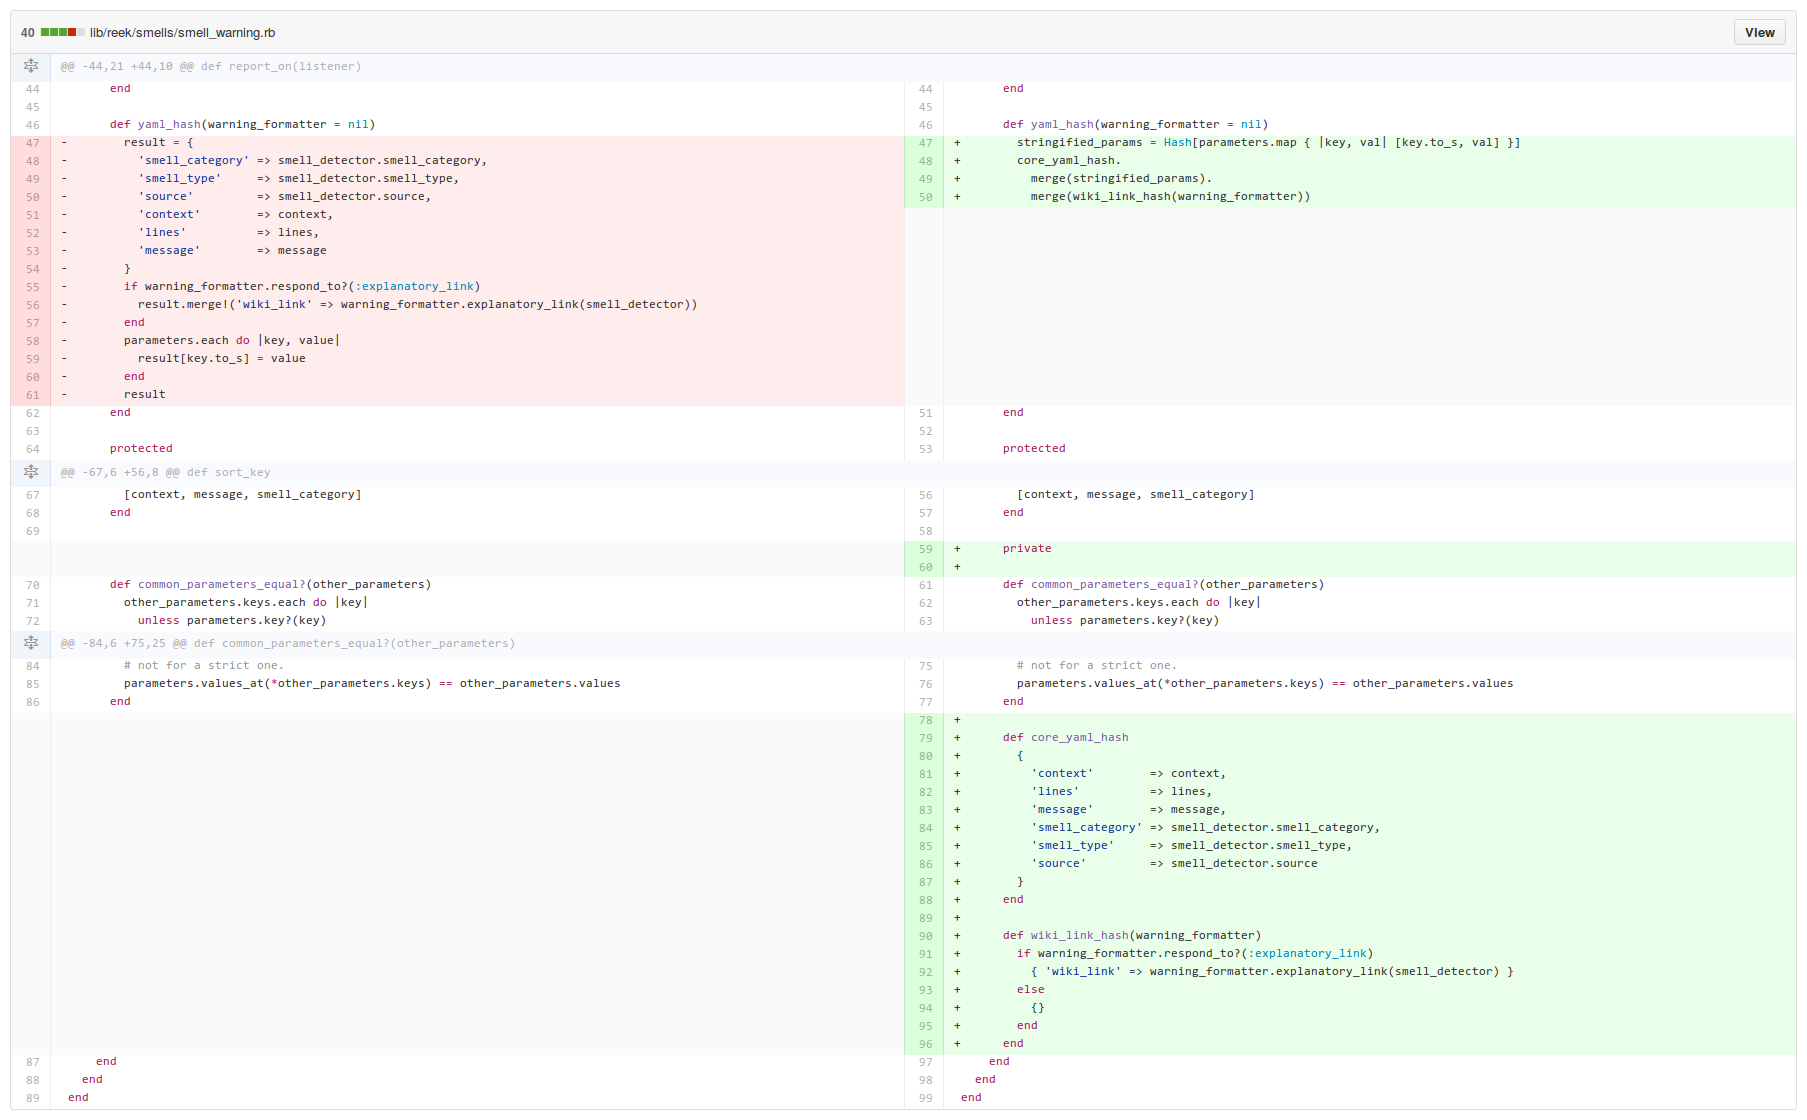 40 lib/reek/smells/smell_warning.rb View
@@ -44,21 +44,10 @@ def report_on(listener)
44 end 44 end
45 45
46 def yaml_hash(warning_formatter = nil) 46 def yaml_hash(warning_formatter = nil)
47 - result = { 47 + stringified_params = Hash[parameters.map { |key, val| [key.to_s, val] }]
48 - 'smell_category' => smell_detector.smell_category, 48 + core_yaml_hash.
49 - 'smell_type' => smell_detector.smell_type, 49 + merge(stringified_params).
50 - 'source' => smell_detector.source, 50 + merge(wiki_link_hash(warning_formatter))
51 - 'context' => context,
52 - 'lines' => lines,
53 - 'message' => message
54 - }
55 - if warning_formatter.respond_to?(:explanatory_link)
56 - result.merge!('wiki_link' => warning_formatter.explanatory_link(smell_detector))
57 - end
58 - parameters.each do |key, value|
59 - result[key.to_s] = value
60 - end
61 - result
62 end 51 end
63 52
64 protected 53 protected
@@ -67,6 +56,8 @@ def sort_key
67 [context, message, smell_category] 56 [context, message, smell_category]
68 end 57 end
69 58
59 + private
60 +
70 def common_parameters_equal?(other_parameters) 61 def common_parameters_equal?(other_parameters)
71 other_parameters.keys.each do |key| 62 other_parameters.keys.each do |key|
72 unless parameters.key?(key) 63 unless parameters.key?(key)
@@ -84,6 +75,25 @@ def common_parameters_equal?(other_parameters)
84 # not for a strict one. 75 # not for a strict one.
85 parameters.values_at(*other_parameters.keys) == other_parameters.values 76 parameters.values_at(*other_parameters.keys) == other_parameters.values
86 end 77 end
78 +
79 + def core_yaml_hash
80 + {
81 + 'context' => context,
82 + 'lines' => lines,
83 + 'message' => message,
84 + 'smell_category' => smell_detector.smell_category,
85 + 'smell_type' => smell_detector.smell_type,
86 + 'source' => smell_detector.source
87 + }
88 + end
89 +
90 + def wiki_link_hash(warning_formatter)
91 + if warning_formatter.respond_to?(:explanatory_link)
92 + { 'wiki_link' => warning_formatter.explanatory_link(smell_detector) }
93 + else
94 + {}
95 + end
96 + end
87 end 97 end
88 end 98 end
89 end 99 end